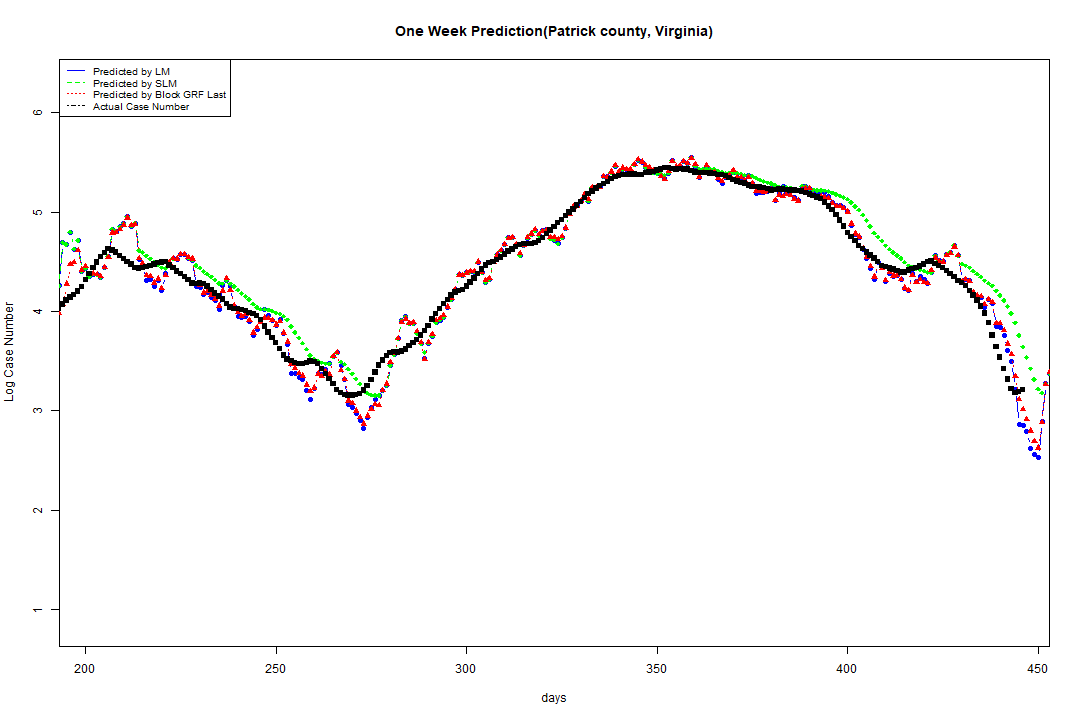 One Week Prediction(Patrick county, Virginia)
Predicted by LM
Predicted by SLM
Predicted by Block GRF Last
Actual Case Number
6
5
4
3
2
1
Log Case Number
200 250 300 350 400 450
days